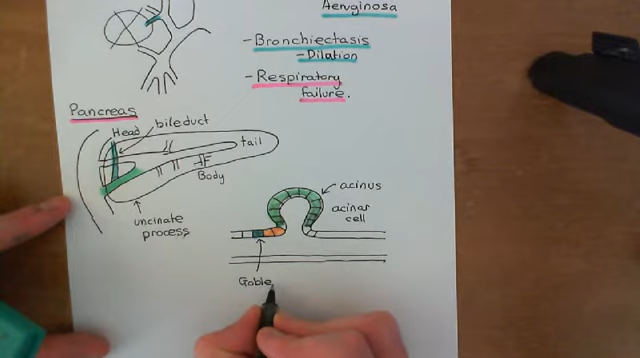 Aeruginosa
-Bronchiectasis
-Dilation
-Respiratory
failure.
Pancreas
Head
bileduct
tail
Body
uncinate
process
acinus
acinar
cell
Goble